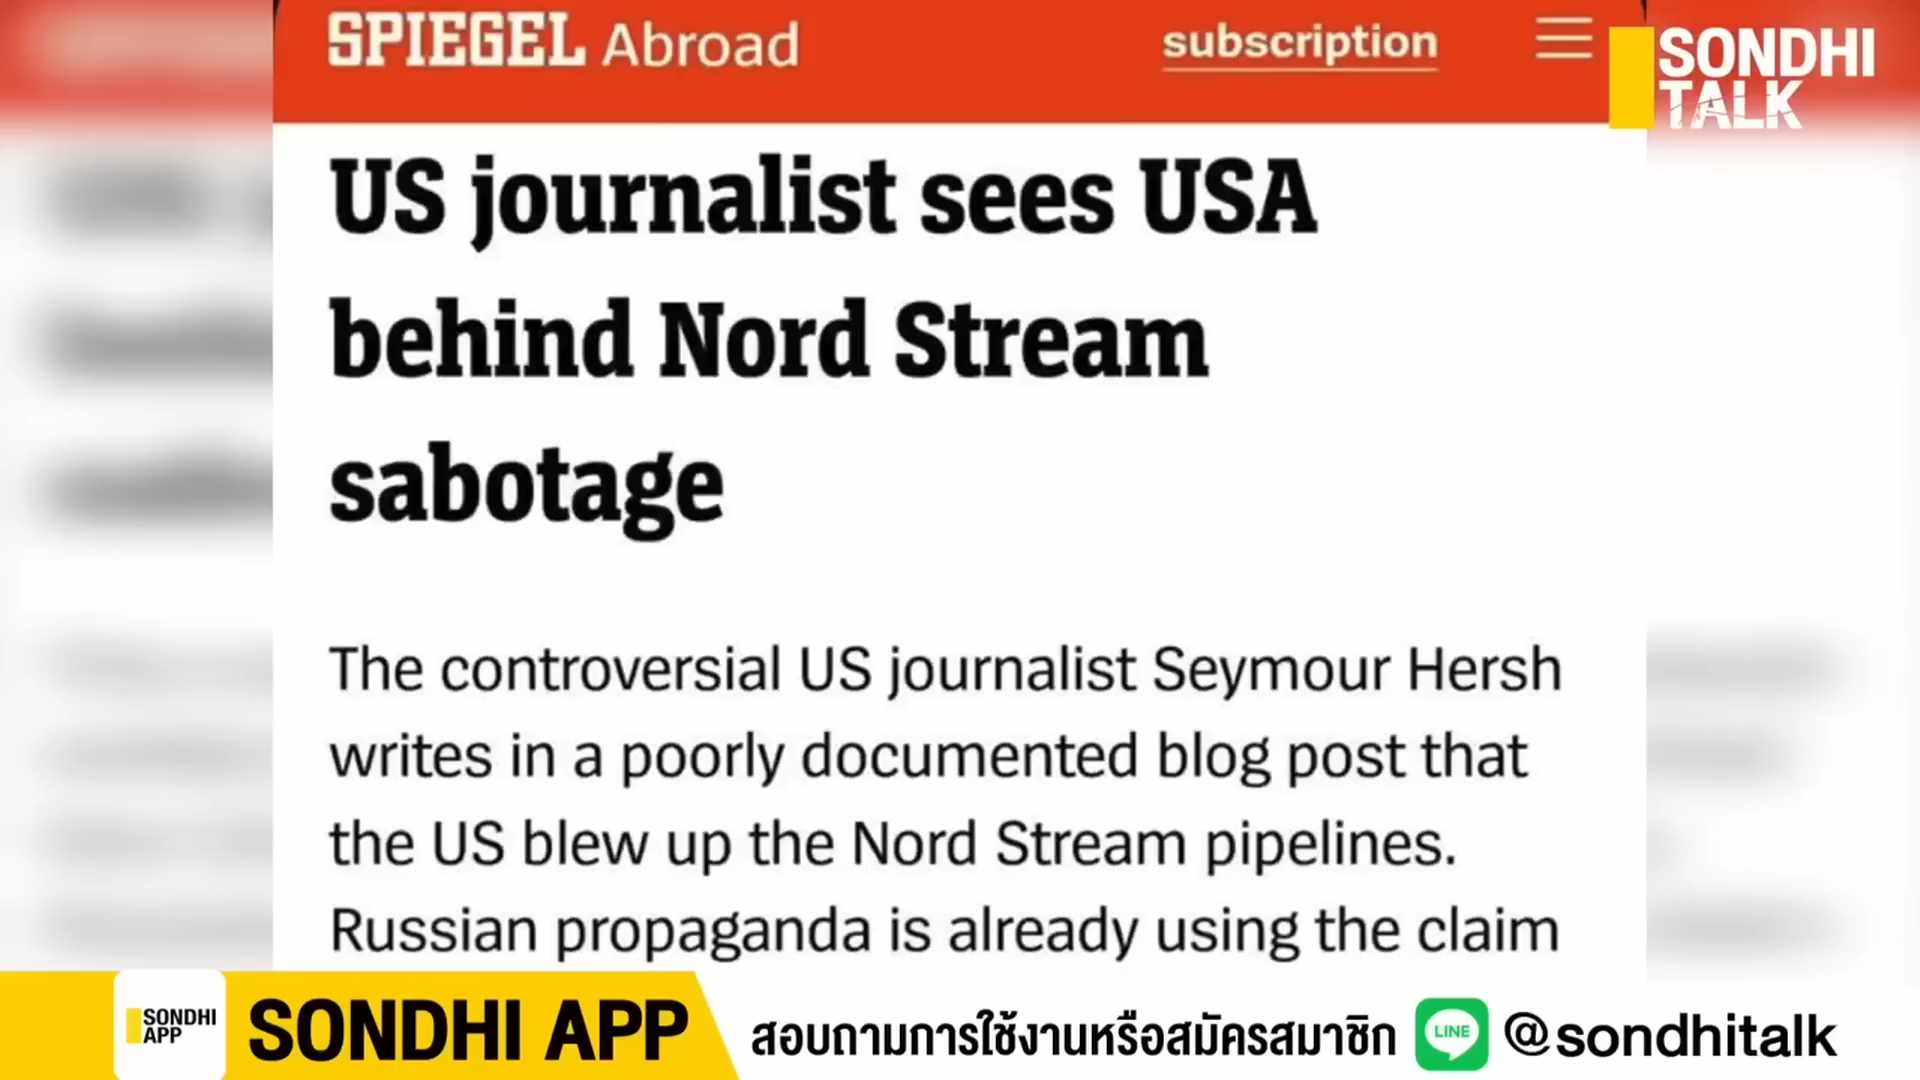 SPIEGEL Abroad
subscription
SONDHI
TALK
US journalist sees USA
behind Nord Stream
sabotage
The controversial US journalist Seymour Hersh
writes in a poorly documented blog post that
the US blew up the Nord Stream pipelines.
Russian propaganda is already using the claim
SONDHI
APP
SONDHI APP
สอบถามการใช้งานหรือสมัครสมาชิก
LINE
@sondhitalk